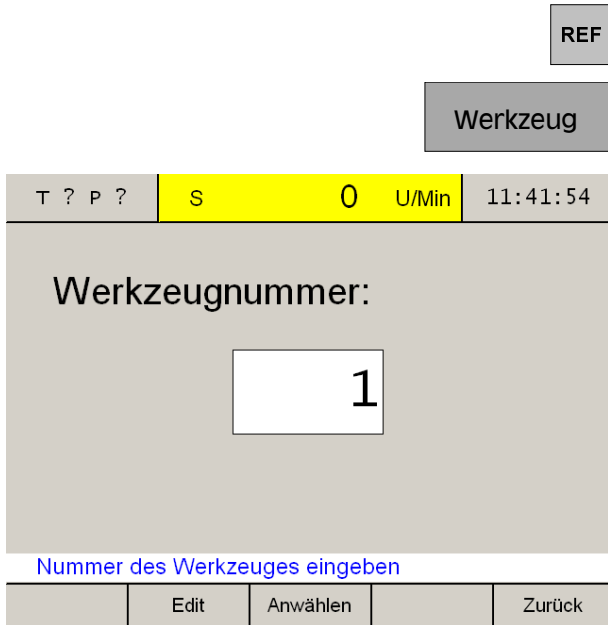 REF
Werkzeug
T ? P ? S 0 U/Min 11:41:54
Werkzeugnummer:
1
Nummer des Werkzeuges eingeben
Edit Anwählen Zurück